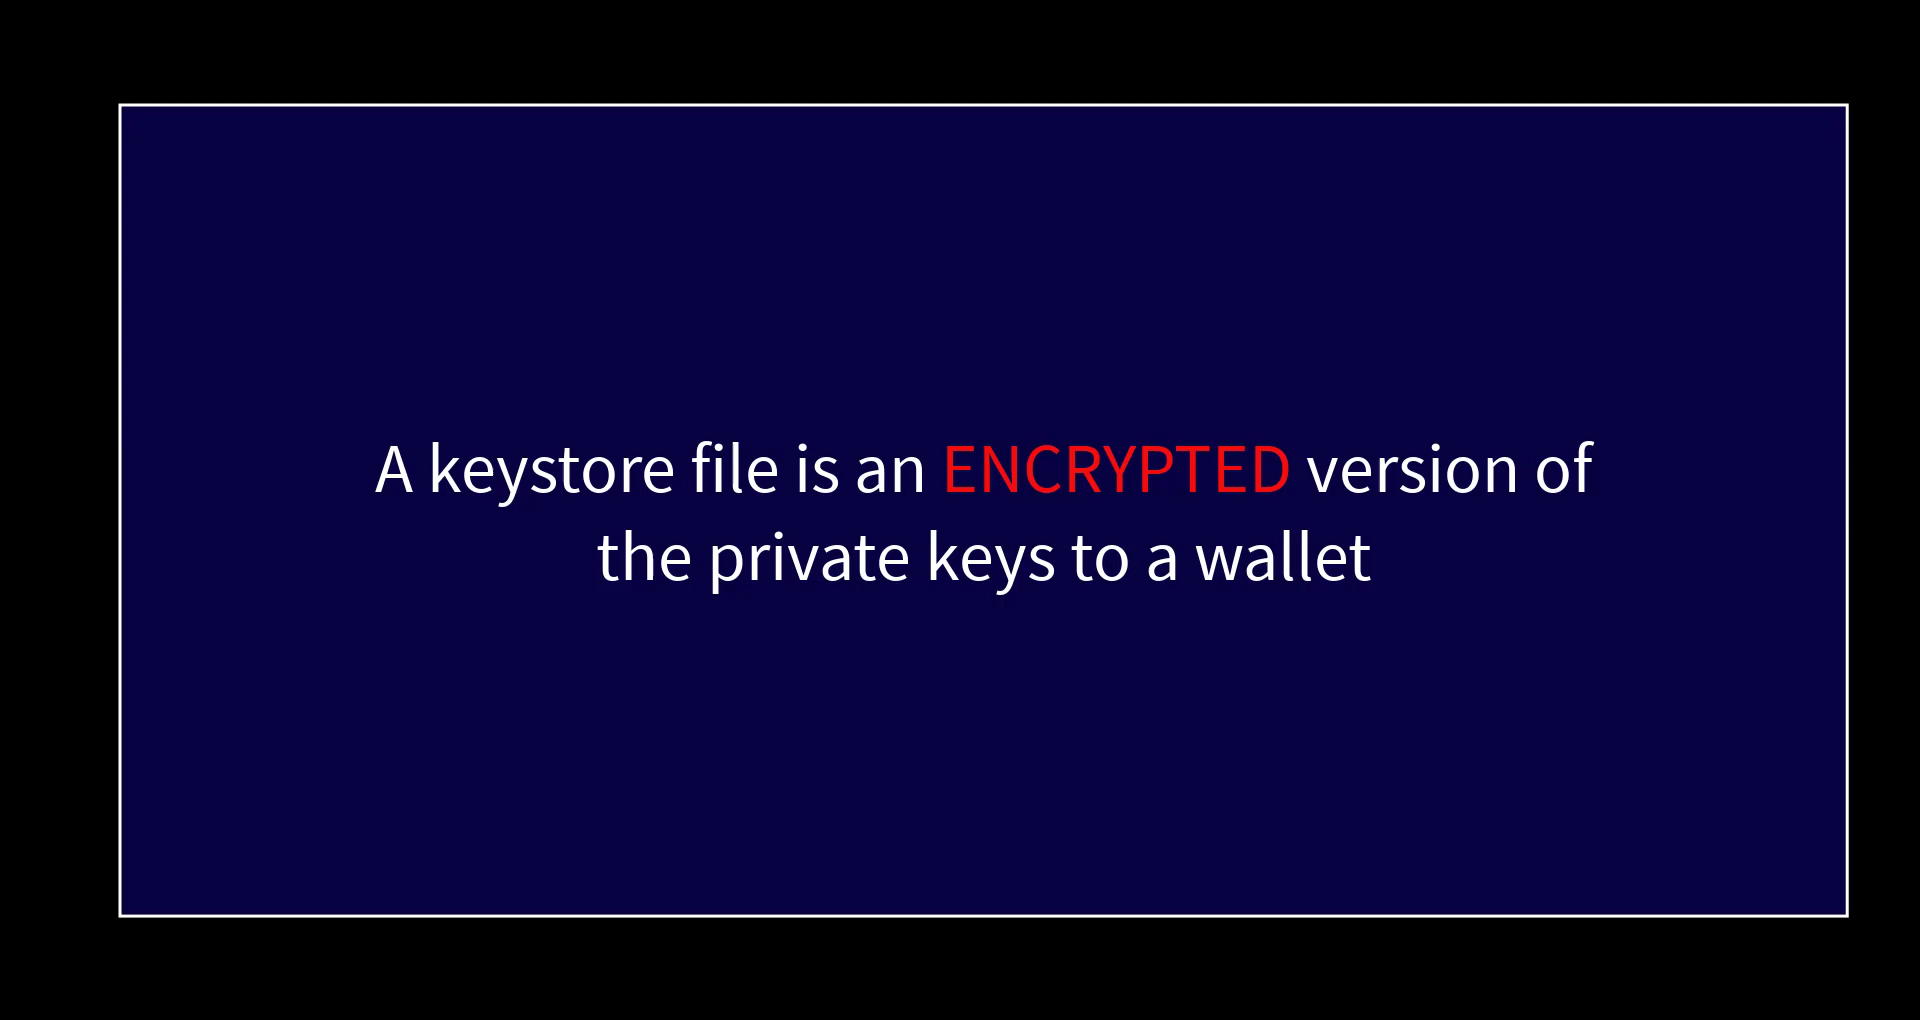 A keystore file is an ENCRYPTED version of
the private keys to a wallet